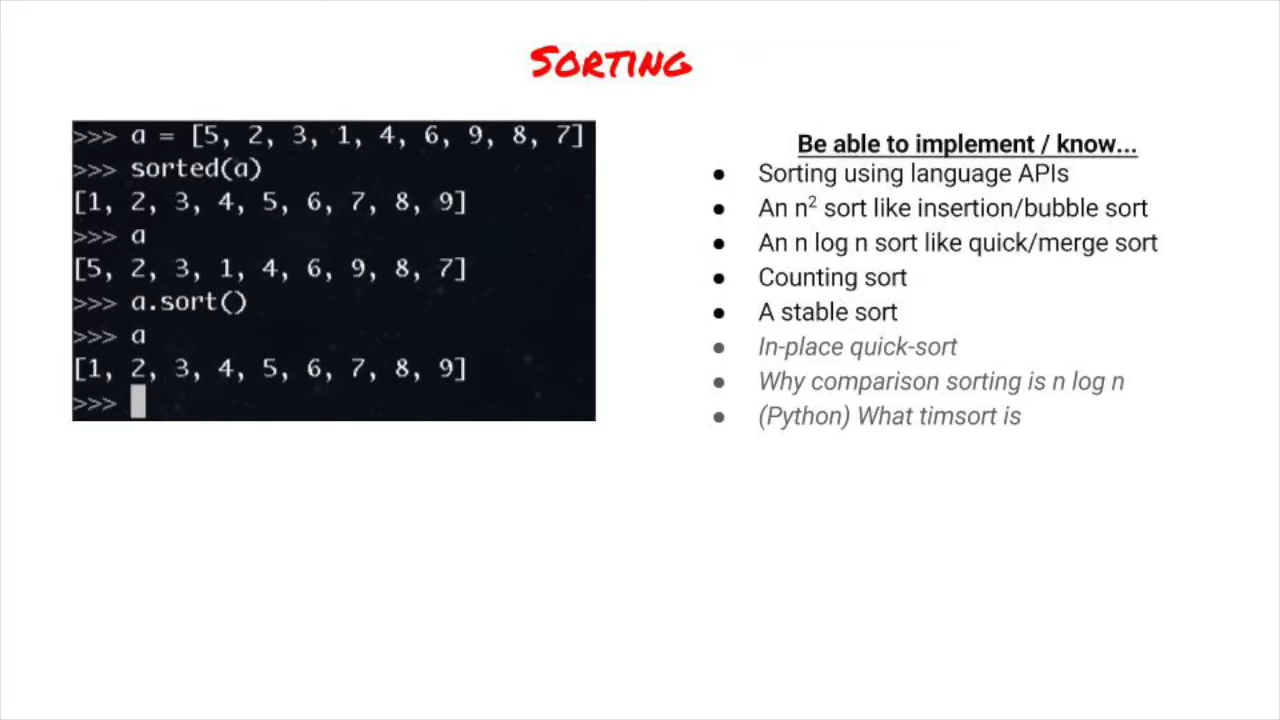 SORTING
>>> a = [5, 2, 3, 1, 4, 6, 9, 8, 7]
>>> sorted(a)
[1, 2, 3, 4, 5, 6, 7, 8, 9]
>>> a
[5, 2, 3, 1, 4, 6, 9, 8, 7]
>>> a.sort()
>>> a
[1, 2, 3, 4, 5, 6, 7, 8, 9]
>>>
Be able to implement / know...
● Sorting using language APIs
● An n² sort like insertion/bubble sort
● An n log n sort like quick/merge sort
● Counting sort
● A stable sort
● In-place quick-sort
● Why comparison sorting is n log n
● (Python) What timsort is